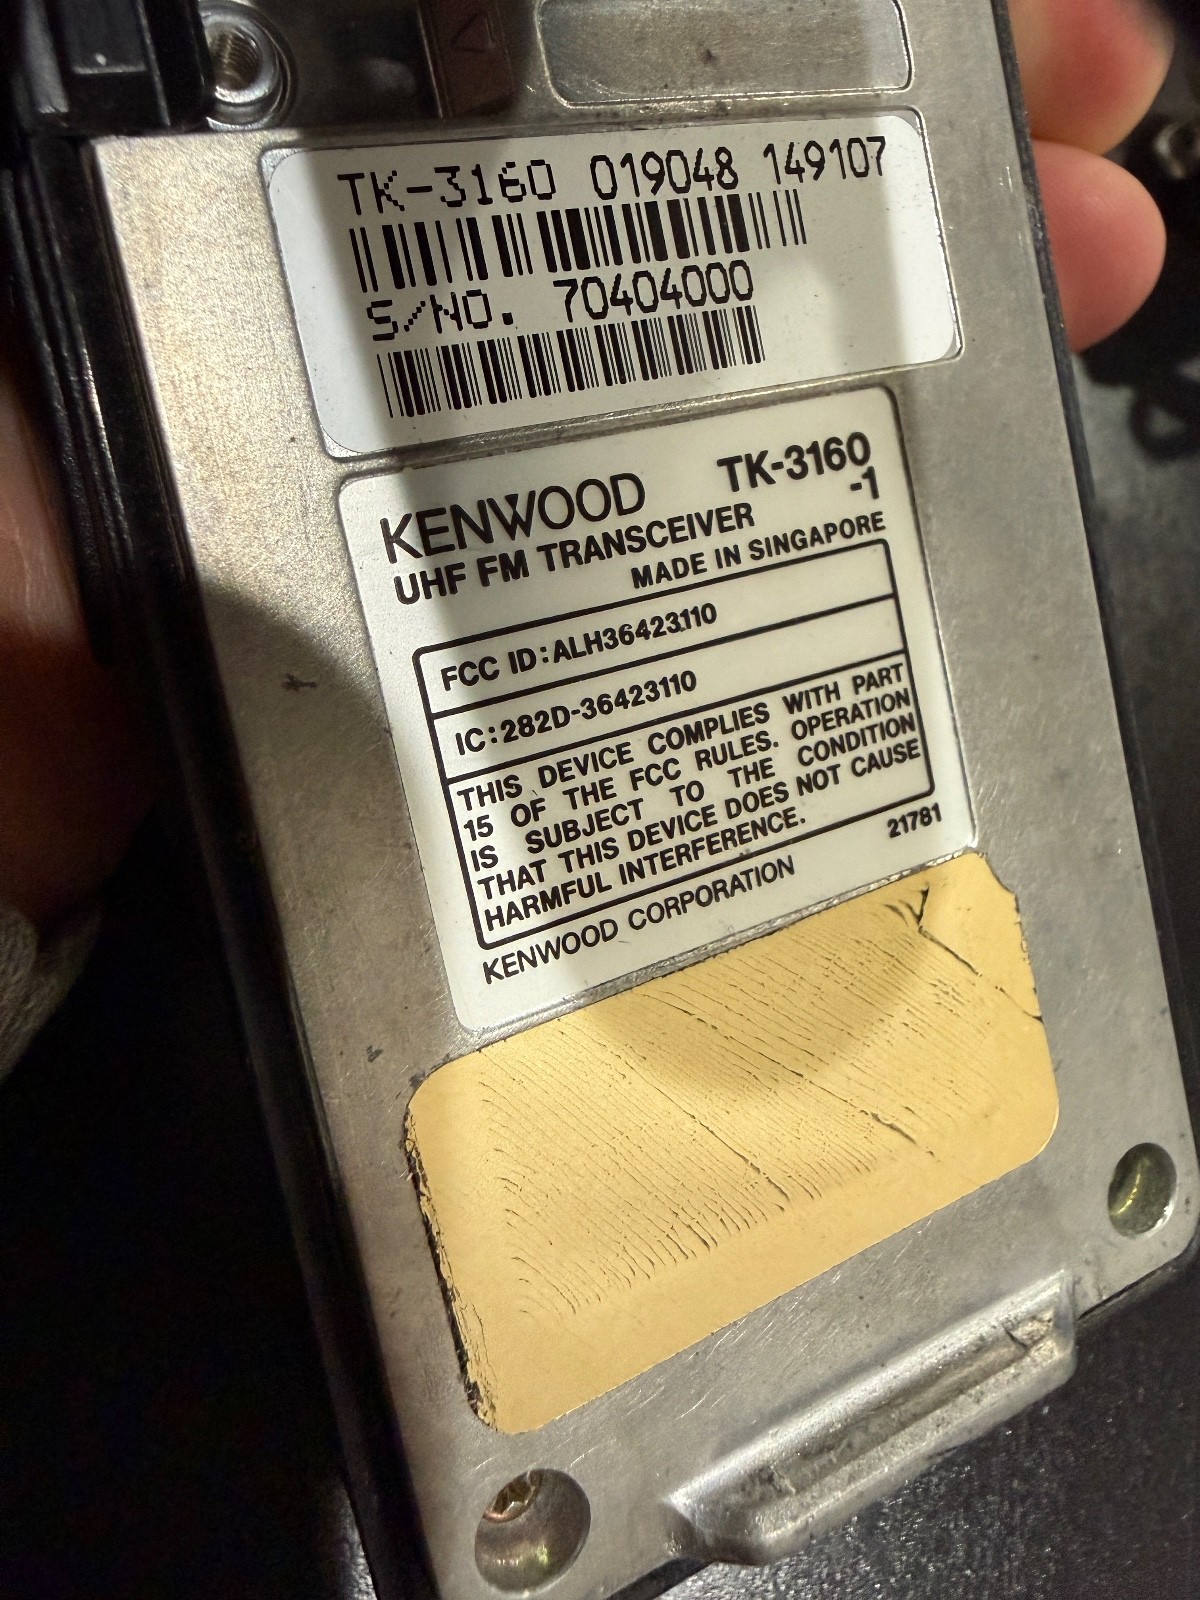 TK-3160 019048 149107
S/NO. 70404000
KENWOOD TK-3160
-1
UHF FM TRANSCEIVER
MADE IN SINGAPORE
FCC ID:ALH36423110
IC:282D-36423110
THIS DEVICE COMPLIES WITH PART
15 OF THE FCC RULES. OPERATION
IS SUBJECT TO THE CONDITION
THAT THIS DEVICE DOES NOT CAUSE
HARMFUL INTERFERENCE.
21781
KENWOOD CORPORATION